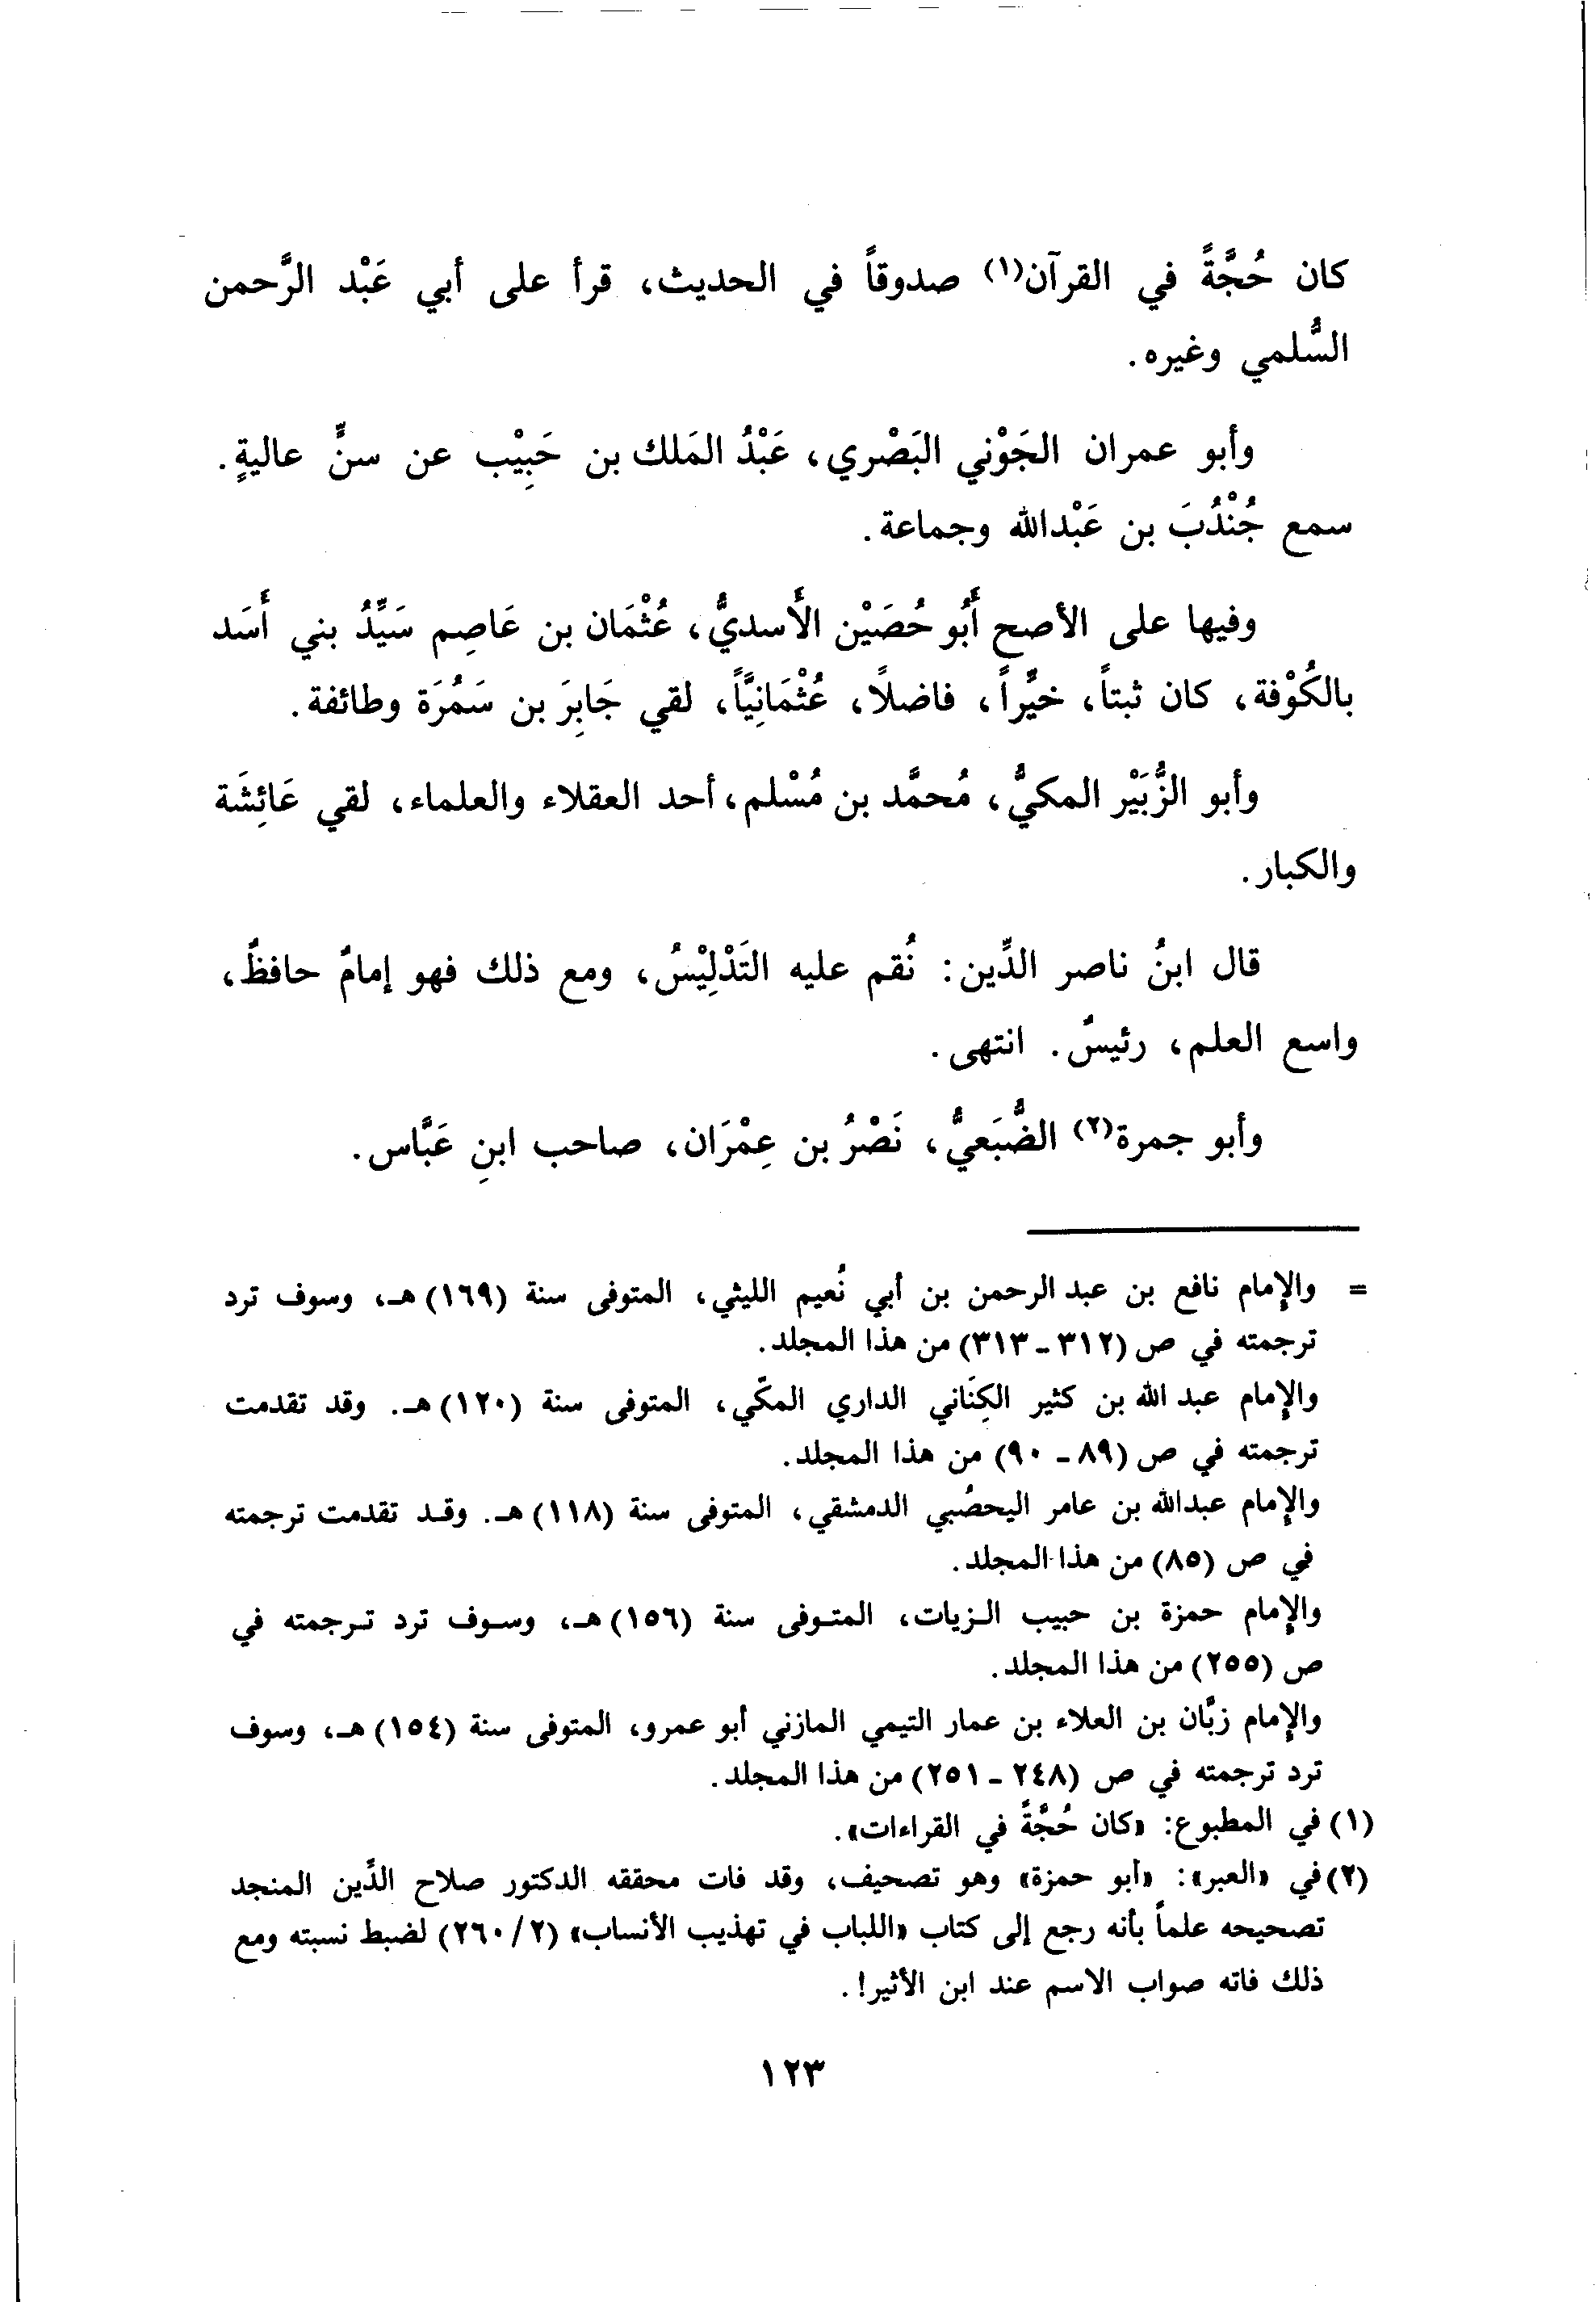 كان حُجَّةً في القرآن(١) صدوقاً في الحديث، قرأ على أبي عَبْد الرَّحمن
السُّلمي وغيره.
وأبو عمران الجَوْني البَصْري، عَبْدُ المَلك بن حَبِيْب عن سنٍّ عاليةٍ.
سمع جُنْدُبَ بن عَبْدالله وجماعة.
وفيها على الأصح أَبُو حُصَيْن الأَسديُّ، عُثْمَان بن عَاصِم سَيِّدُ بني أَسَد
بالكُوْفة، كان ثبتاً، خيِّراً، فاضلًا، عُثْمَانِيَّاً، لقي جَابِرَ بن سَمُرَة وطائفة.
وأبو الزُّبَيْر المكيُّ، مُحمَّد بن مُسْلم، أحد العقلاء والعلماء، لقي عَائِشَة
والكبار.
قال ابنُ ناصر الدِّين: نُقم عليه التَدْلِيْسُ، ومع ذلك فهو إمامٌ حافظٌ،
واسع العلم، رئيسٌ. انتهى.
وأبو جمرة(٢) الضُّبَعيُّ، نَصْرُ بن عِمْرَان، صاحب ابنِ عَبَّاس.
= والإمام نافع بن عبد الرحمن بن أبي نُعيم الليثي، المتوفى سنة (١٦٩) هـ، وسوف ترد
ترجمته في ص (٣١٢ - ٣١٣) من هذا المجلد.
والإمام عبد الله بن كثير الكِنَاني الداري المكّي، المتوفى سنة (١٢٠) هـ. وقد تقدمت
ترجمته في ص (٨٩ - ٩٠) من هذا المجلد.
والإمام عبدالله بن عامر اليحصُبي الدمشقي، المتوفى سنة (١١٨) هـ. وقد تقدمت ترجمته
في ص (٨٥) من هذا المجلد.
والإمام حمزة بن حبيب الزيات، المتوفى سنة (١٥٦) هـ، وسوف ترد ترجمته في
ص (٢٥٥) من هذا المجلد.
والإمام زبَّان بن العلاء بن عمار التيمي المازني أبو عمرو، المتوفى سنة (١٥٤) هـ، وسوف
ترد ترجمته في ص (٢٤٨ - ٢٥١) من هذا المجلد.
(١) في المطبوع: «كان حُجَّةً في القراءات».
(٢) في «العبر»: «أبو حمزة» وهو تصحيف، وقد فات محققه الدكتور صلاح الدِّين المنجد
تصحيحه علماً بأنه رجع إلى كتاب «اللباب في تهذيب الأنساب» (٢/ ٢٦٠) لضبط نسبته ومع
ذلك فاته صواب الاسم عند ابن الأثير!.
١٢٣